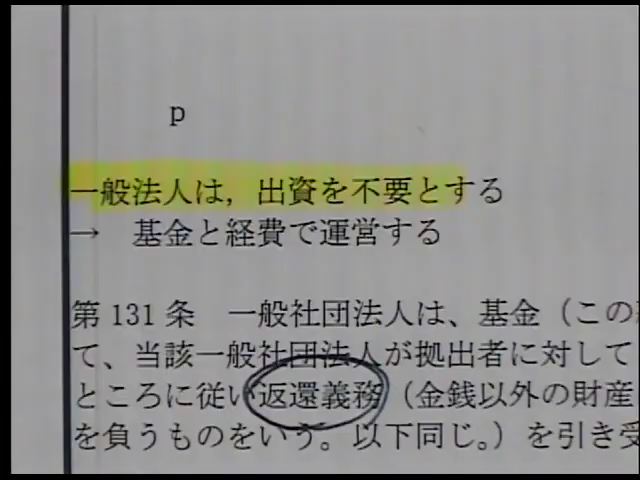 p
一般法人は，出資を不要とする
→　基金と経費で運営する
第131条　一般社団法人は、基金（この
て、当該一般社団法人が拠出者に対して
ところに従い返還義務（金銭以外の財産
を負うものをいう。以下同じ。）を引き受